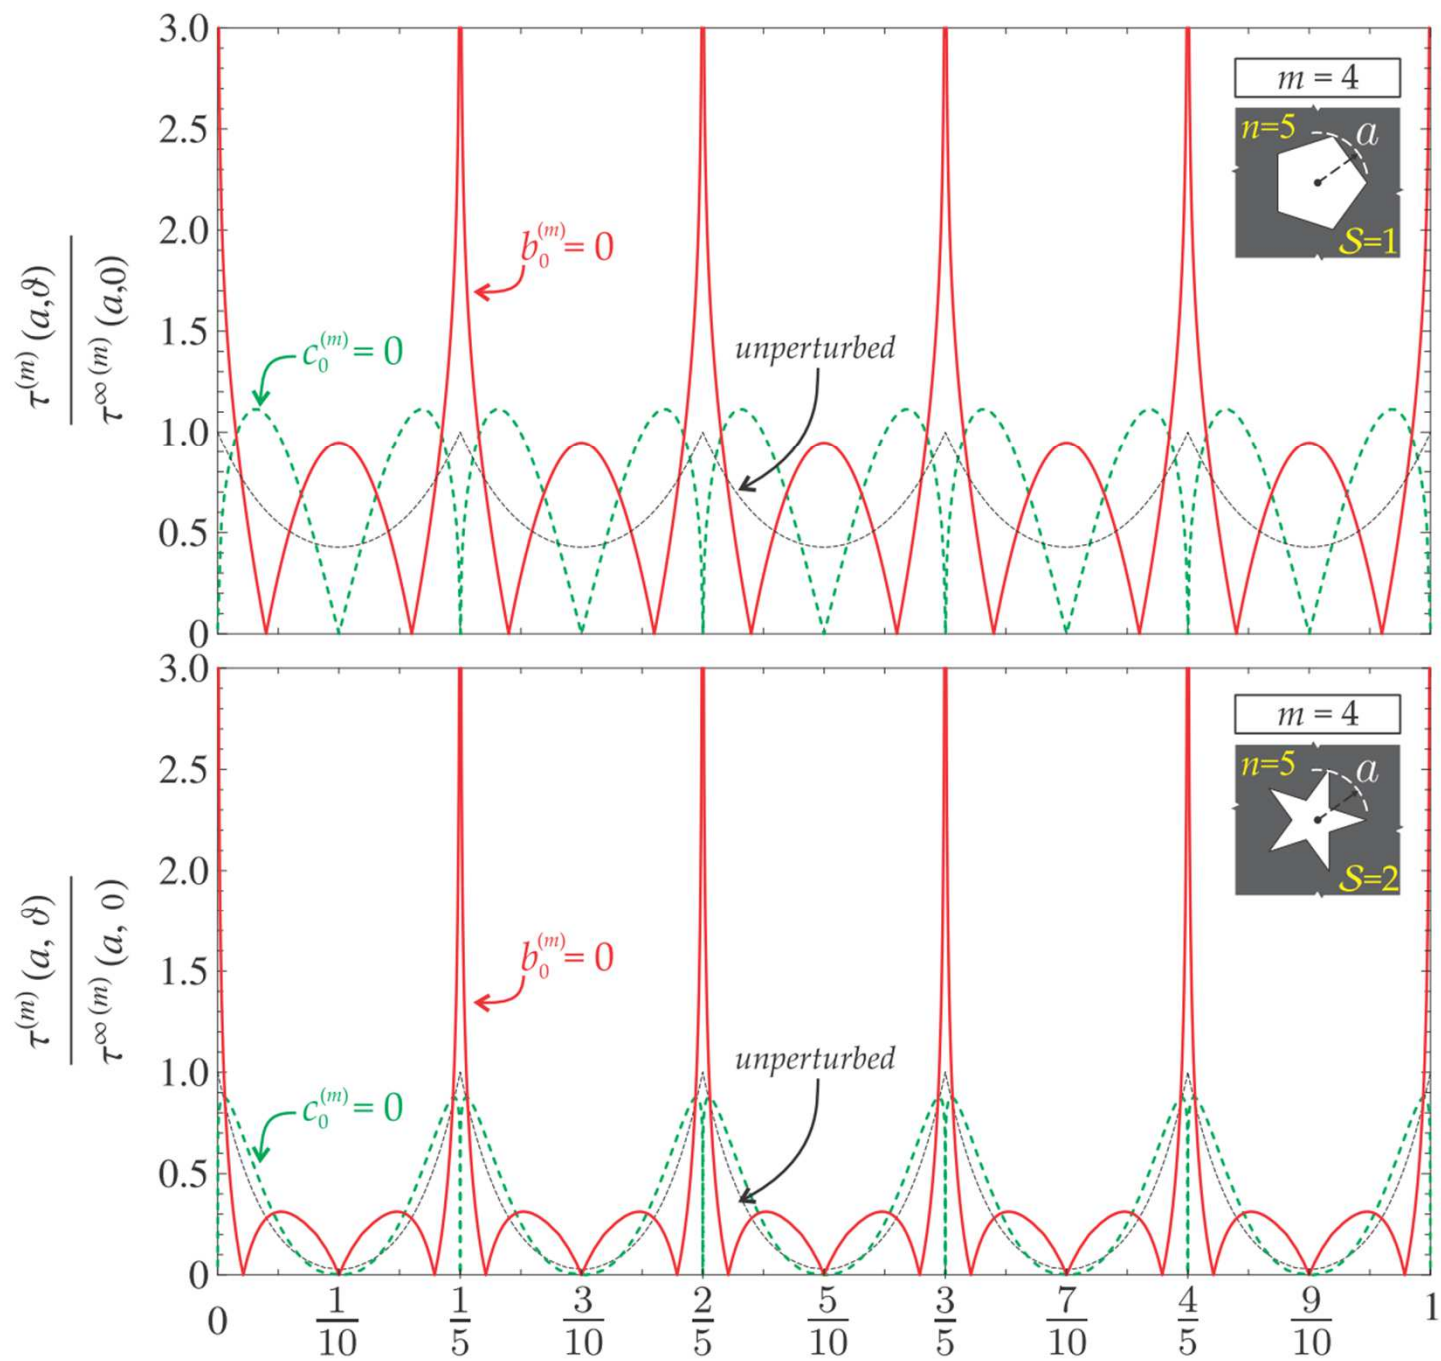 3.0
2.5
2.0
1.5
1.0
0.5
0
τ^(m) (a,ϑ)
τ^∞ (m) (a,0)
b_0^(m) = 0
c_0^(m) = 0
unperturbed
m = 4
n=5
a
S=1
3.0
2.5
2.0
1.5
1.0
0.5
0
τ^(m) (a, ϑ)
τ^∞ (m) (a, 0)
b_0^(m) = 0
c_0^(m) = 0
unperturbed
m = 4
n=5
a
S=2
0 1/10 1/5 3/10 2/5 5/10 3/5 7/10 4/5 9/10 1